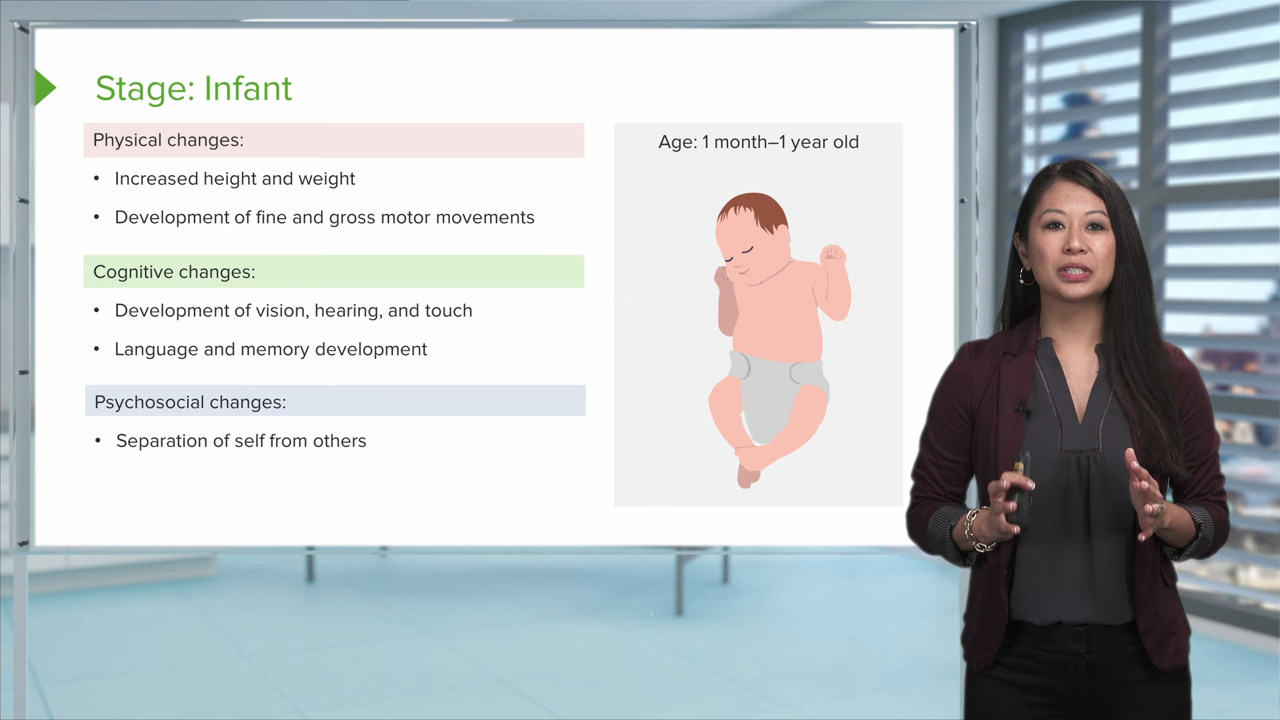 Stage: Infant
Physical changes:
• Increased height and weight
• Development of fine and gross motor movements
Cognitive changes:
• Development of vision, hearing, and touch
• Language and memory development
Psychosocial changes:
• Separation of self from others
Age: 1 month–1 year old